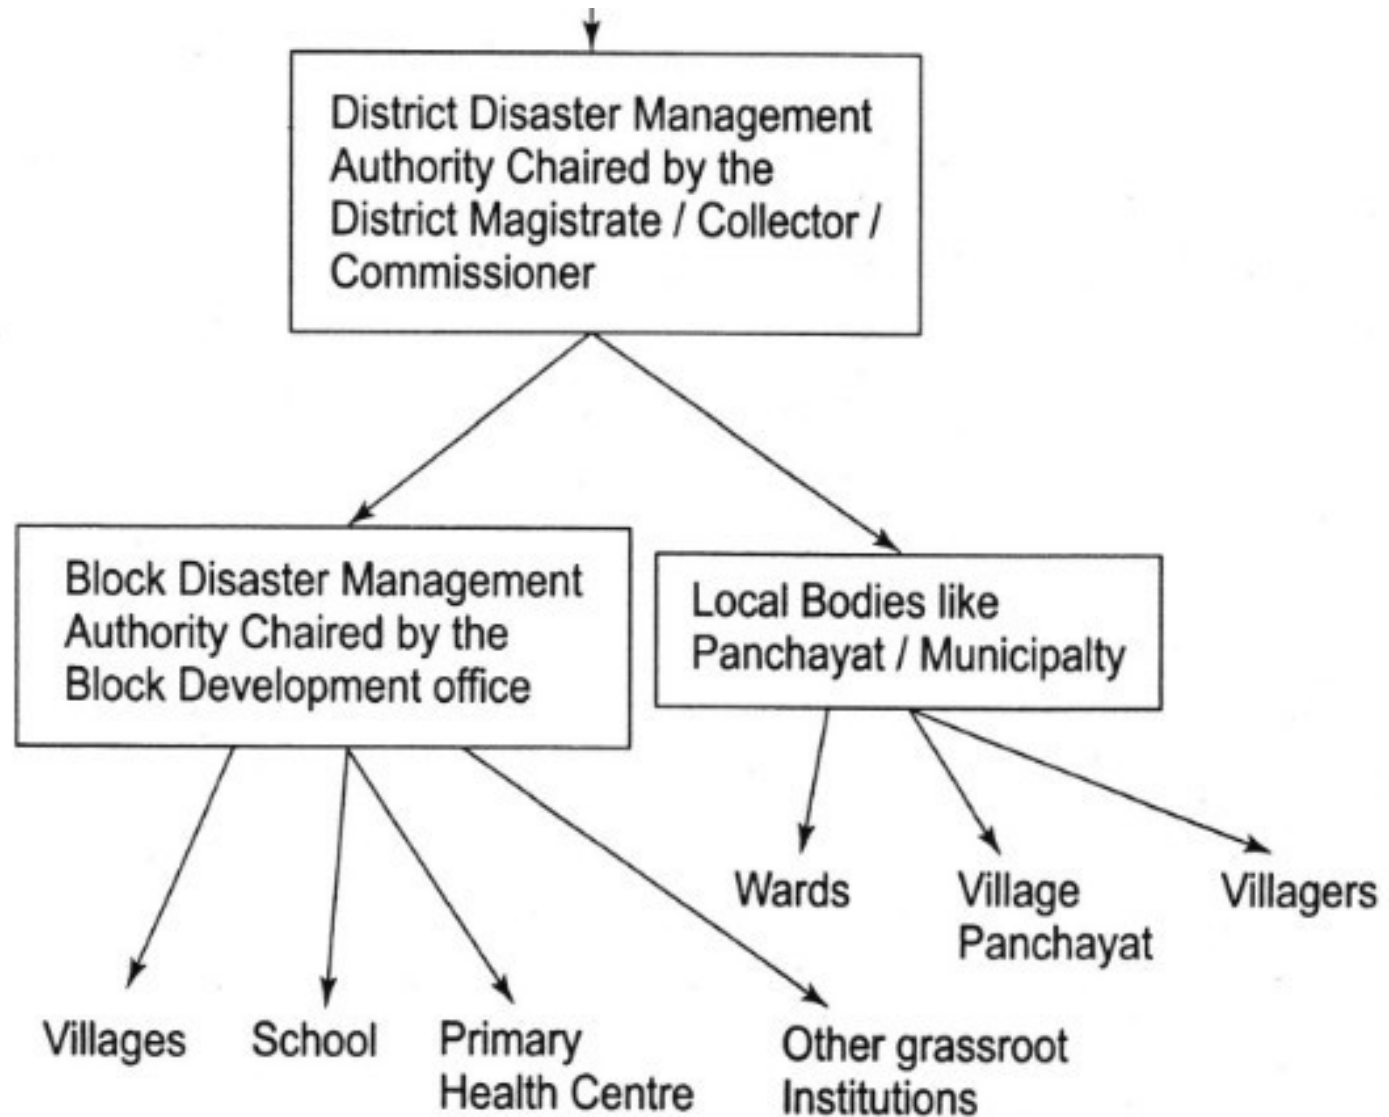 District Disaster Management
Authority Chaired by the
District Magistrate / Collector /
Commissioner
Block Disaster Management
Authority Chaired by the
Block Development office
Local Bodies like
Panchayat / Municipalty
Wards
Village
Panchayat
Villagers
Villages
School
Primary
Health Centre
Other grassroot
Institutions